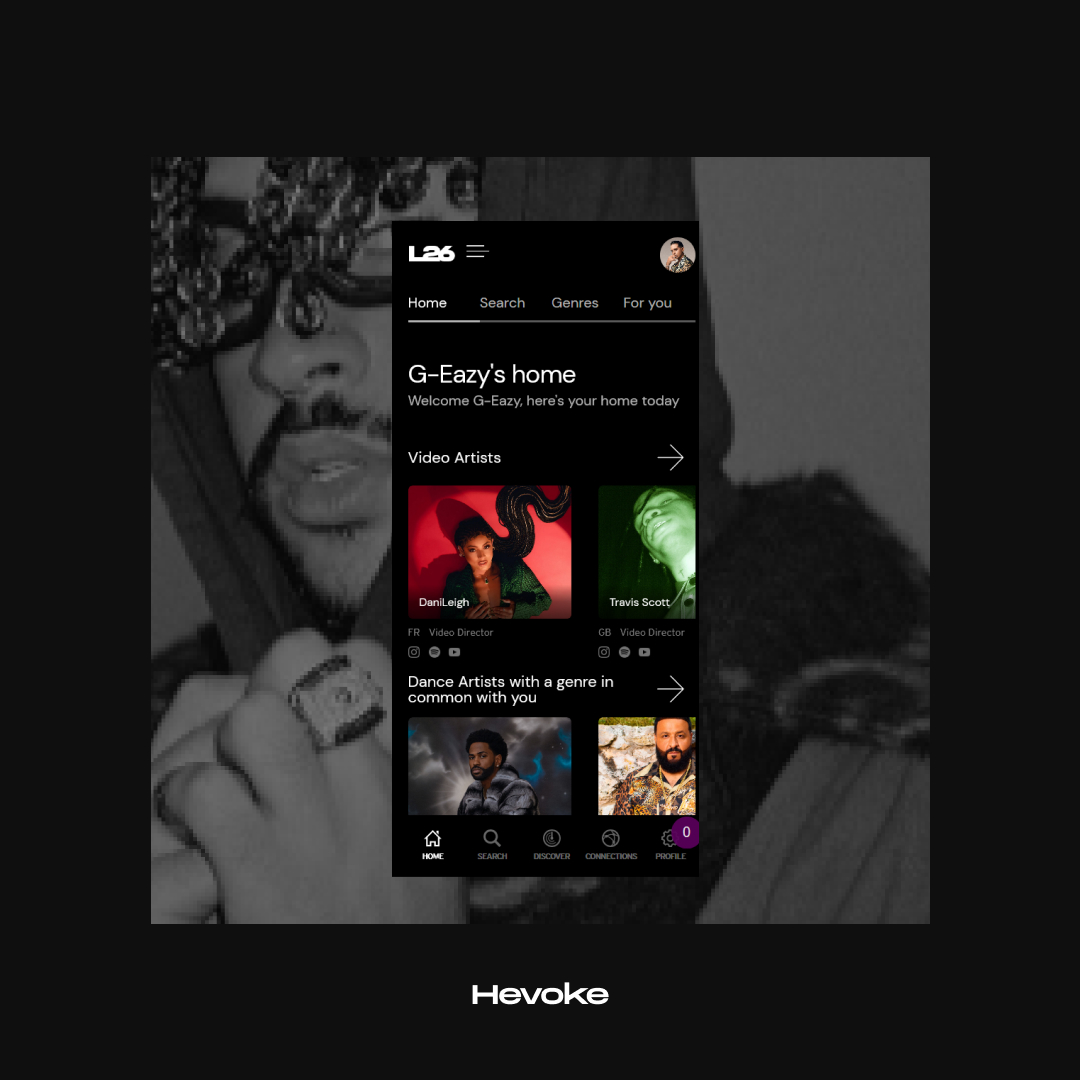 L26
Home Search Genres For you
G-Eazy's home
Welcome G-Eazy, here's your home today
Video Artists
DaniLeigh
Travis Scott
FR Video Director
GB Video Director
Dance Artists with a genre in
common with you
0
HOME SEARCH DISCOVER CONNECTIONS PROFILE
Hevoke